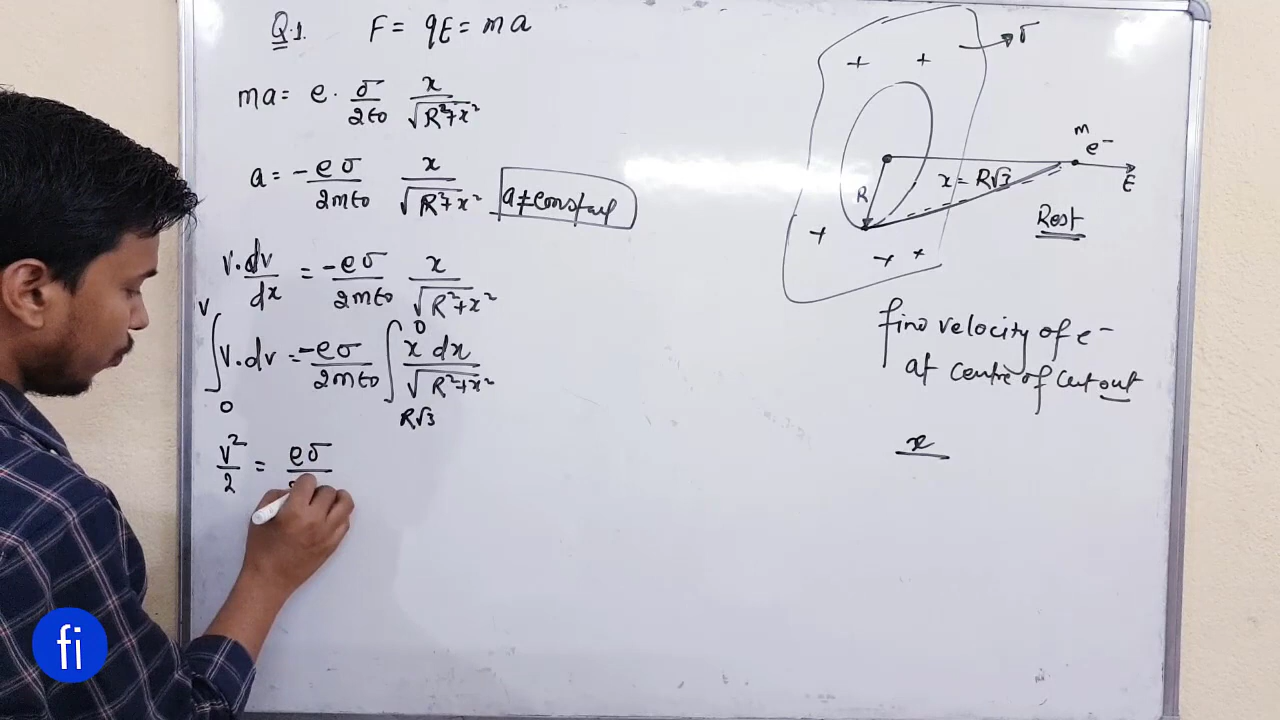 Q.1. F = qE = ma
ma = e · σ/2ϵ0 x/√R²+x²
a = -eσ/2mϵ0 x/√R²+x² a≠constant
v·dv/dx = -eσ/2mϵ0 x/√R²+x²
∫₀ᵛ v·dv = -eσ/2mϵ0 ∫_{R√3}^{0} x dx/√R²+x²
v²/2 = eσ
+ + σ
m
e-
x = R√3
E
R
Rest
+
+ +
find velocity of e-
at centre of cut out
x
fi